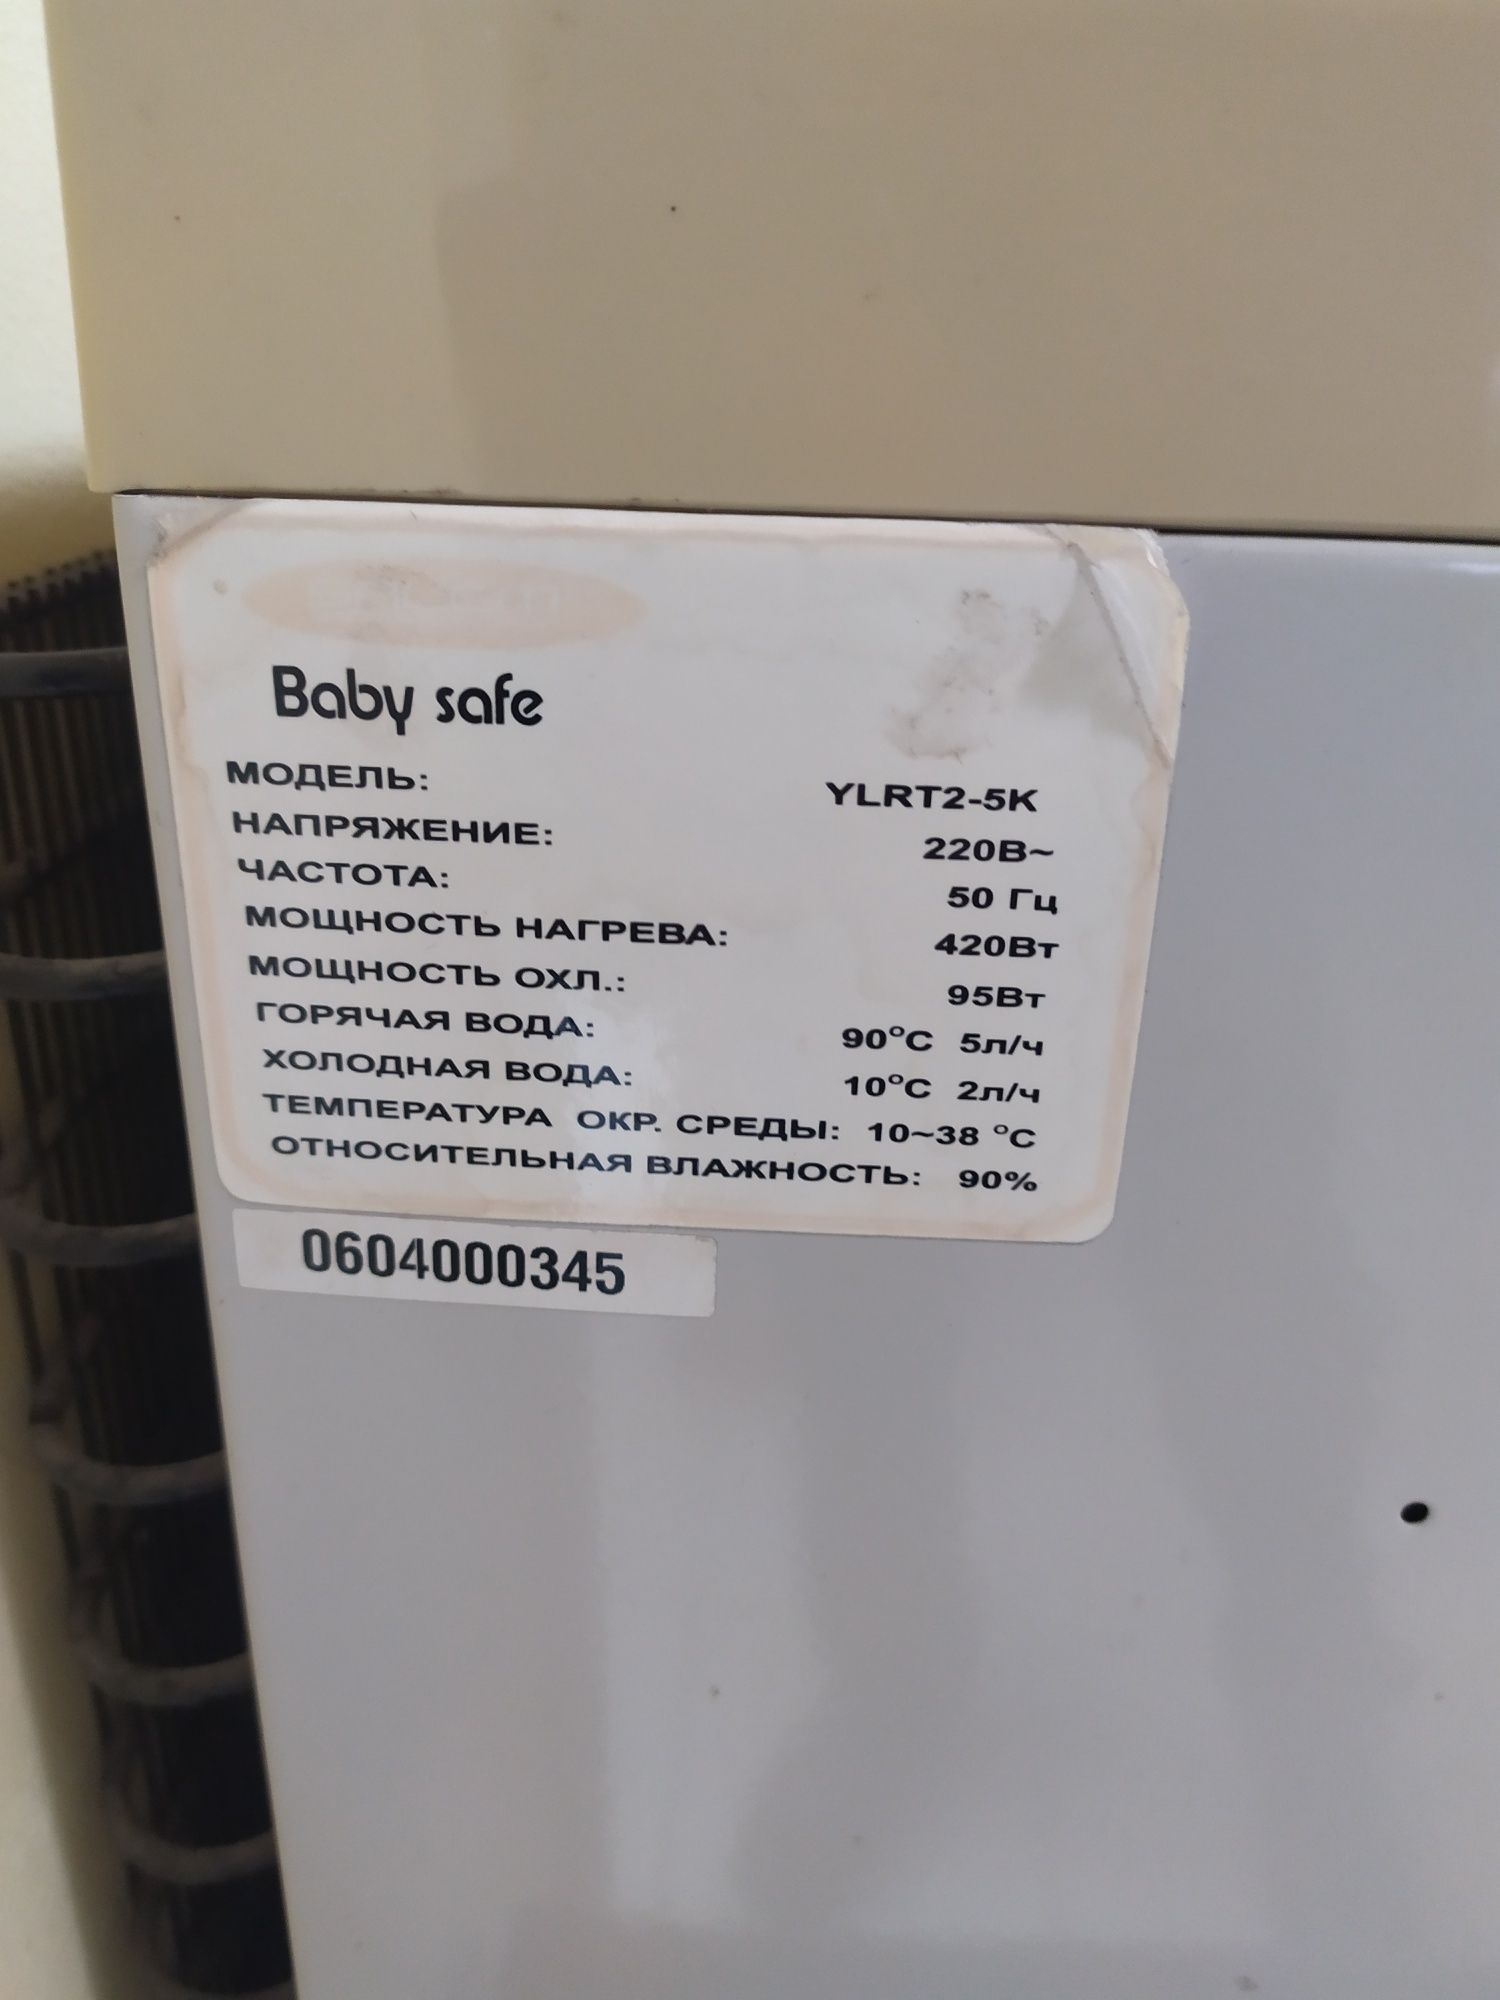 Baby safe
МОДЕЛЬ: YLRT2-5K
НАПРЯЖЕНИЕ: 220В~
ЧАСТОТА: 50 Гц
МОЩНОСТЬ НАГРЕВА: 420Вт
МОЩНОСТЬ ОХЛ.: 95Вт
ГОРЯЧАЯ ВОДА: 90°C 5л/ч
ХОЛОДНАЯ ВОДА: 10°C 2л/ч
ТЕМПЕРАТУРА ОКР. СРЕДЫ: 10~38 °C
ОТНОСИТЕЛЬНАЯ ВЛАЖНОСТЬ: 90%
0604000345